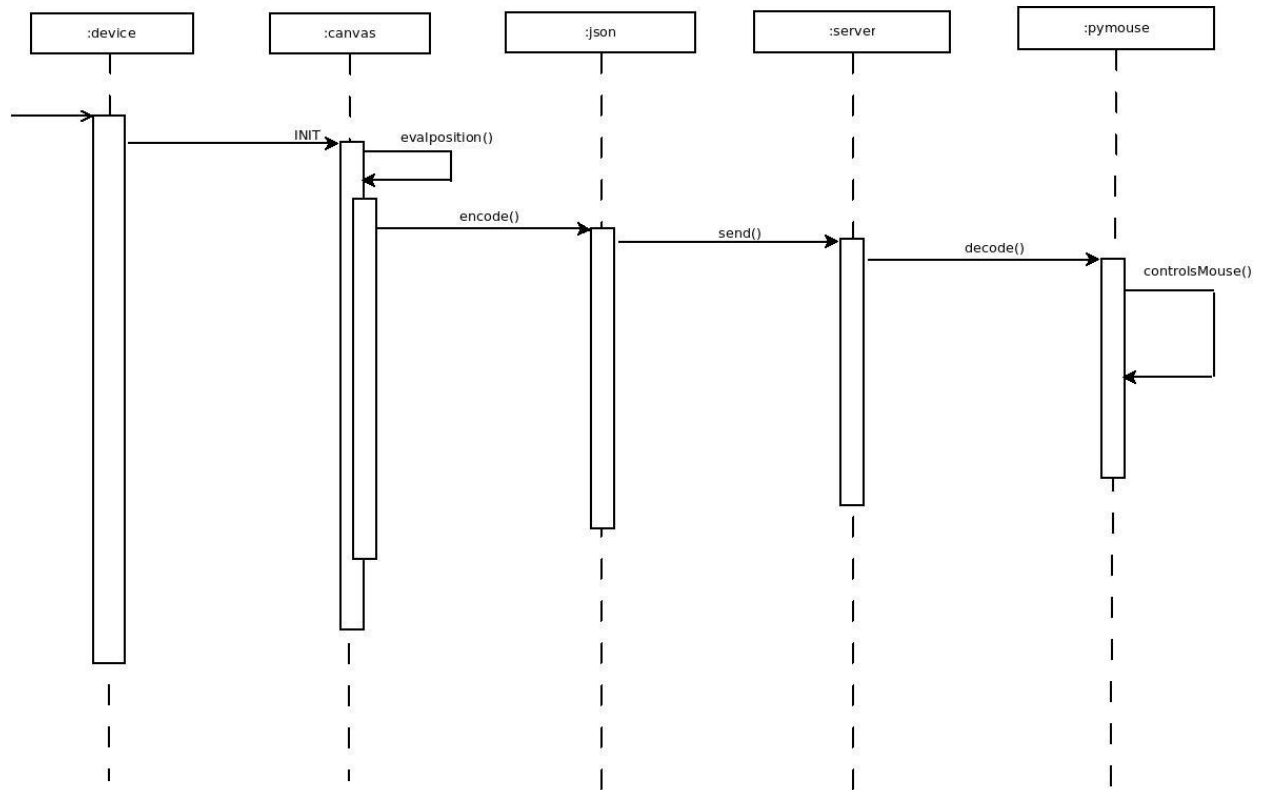 :device
:canvas
:json
:server
:pymouse
INIT
evalposition()
encode()
send()
decode()
controlsMouse()